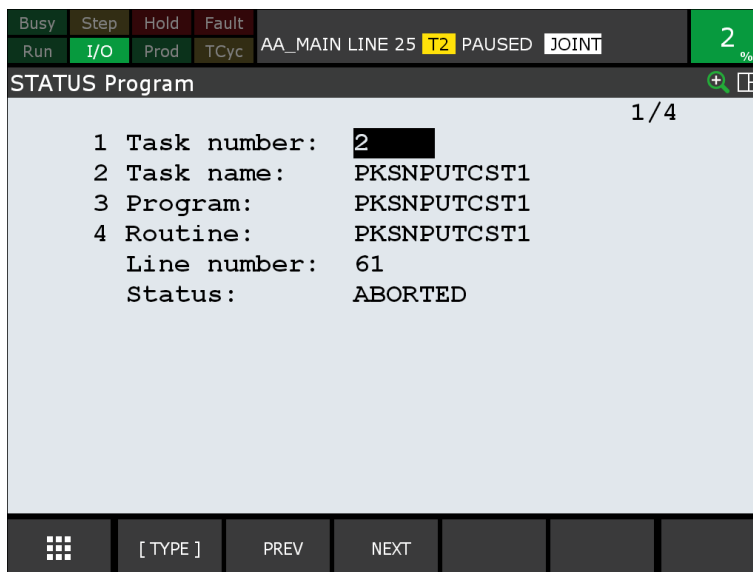 Busy Step Hold Fault
Run I/O Prod TCyc AA_MAIN LINE 25 T2 PAUSED JOINT 2 %
STATUS Program
1/4
1 Task number: 2
2 Task name: PKSNPUTCST1
3 Program: PKSNPUTCST1
4 Routine: PKSNPUTCST1
Line number: 61
Status: ABORTED
[ TYPE ] PREV NEXT